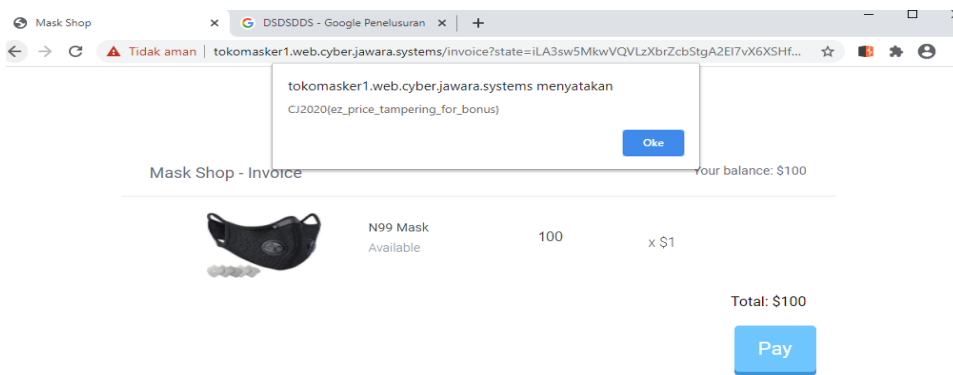 Mask Shop
DSDSDDS - Google Penelusuran
Tidak aman | tokomasker1.web.cyber.jawara.systems/invoice?state=iLA3sw5MkwVQVLzXbrZcbStgA2EI7vX6XSHf...
tokomasker1.web.cyber.jawara.systems menyatakan
CJ2020{ez_price_tampering_for_bonus}
Oke
Mask Shop - Invoice
Your balance: $100
N99 Mask
Available
100
x $1
Total: $100
Pay